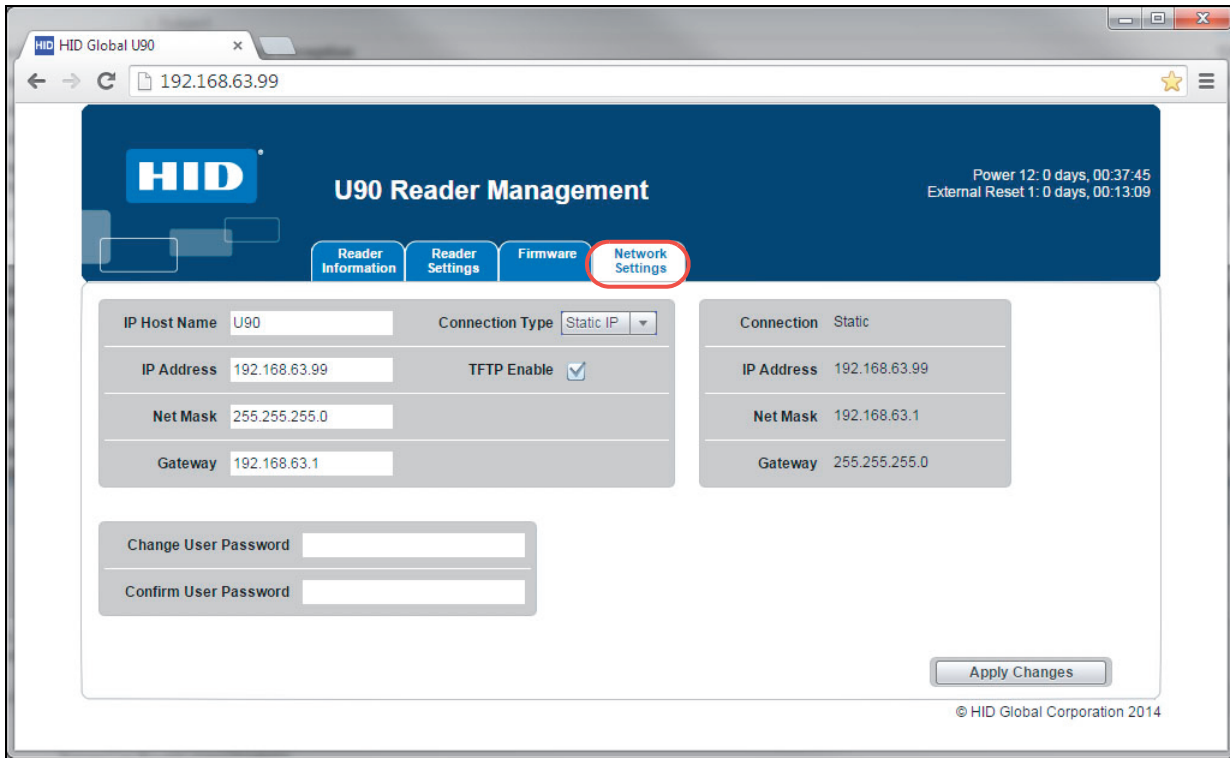 HID HID Global U90
192.168.63.99
HID
U90 Reader Management
Power 12: 0 days, 00:37:45
External Reset 1: 0 days, 00:13:09
Reader Information
Reader Settings
Firmware
Network Settings
IP Host Name U90 Connection Type Static IP
IP Address 192.168.63.99 TFTP Enable
Net Mask 255.255.255.0
Gateway 192.168.63.1
Connection Static
IP Address 192.168.63.99
Net Mask 192.168.63.1
Gateway 255.255.255.0
Change User Password
Confirm User Password
Apply Changes
© HID Global Corporation 2014